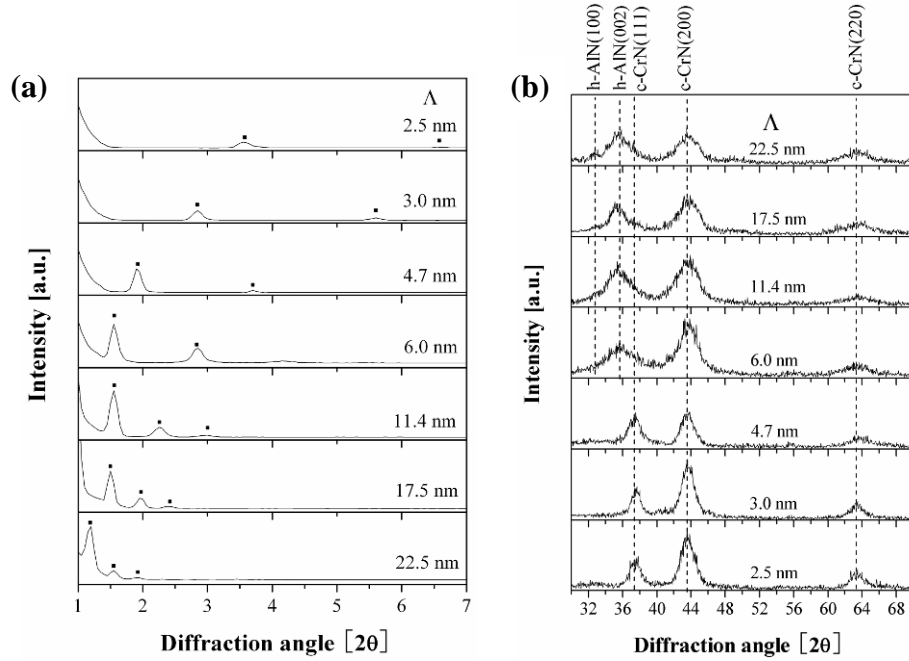 (a)
Λ
2.5 nm
3.0 nm
4.7 nm
6.0 nm
11.4 nm
17.5 nm
22.5 nm
Intensity [a.u.]
1 2 3 4 5 6 7
Diffraction angle [2θ]
(b)
h-AlN(100)
h-AlN(002)
c-CrN(111)
c-CrN(200)
c-CrN(220)
Λ
22.5 nm
17.5 nm
11.4 nm
6.0 nm
4.7 nm
3.0 nm
2.5 nm
Intensity [a.u.]
32 36 40 44 48 52 56 60 64 68
Diffraction angle [2θ]